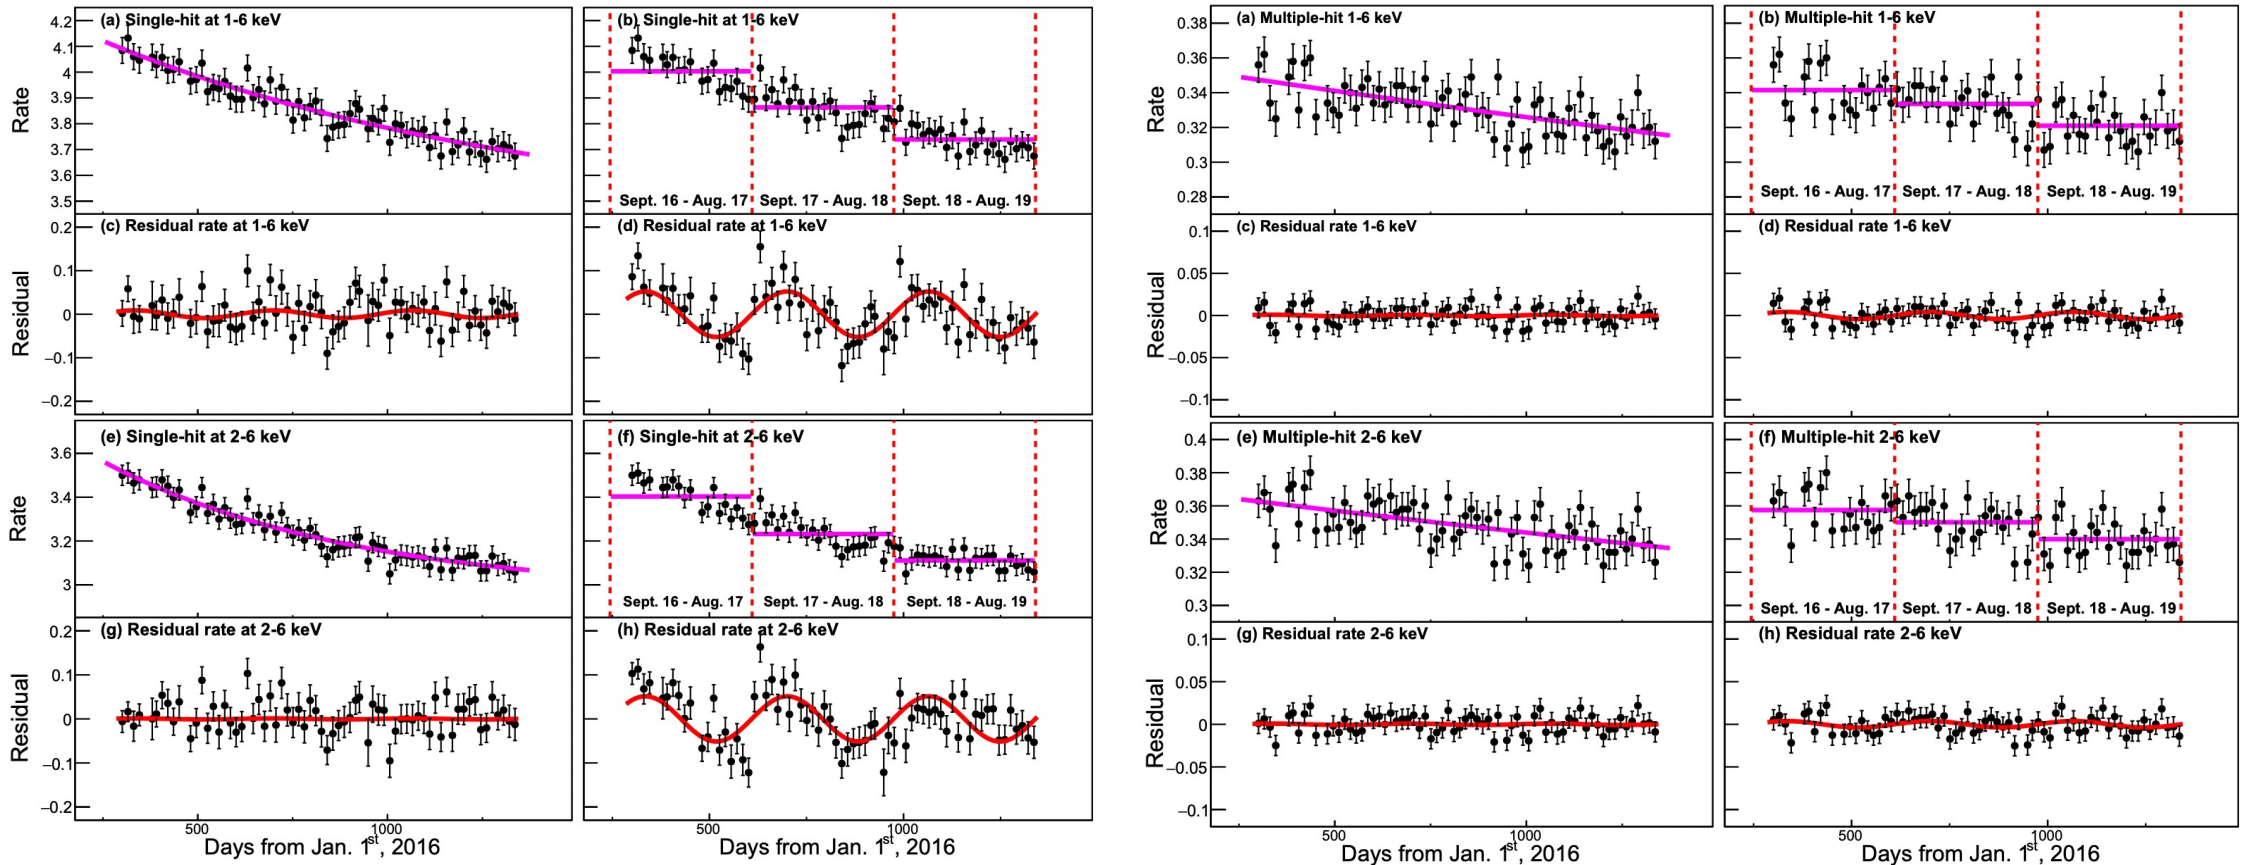 (a) Single-hit at 1-6 keV
4.2
4.1
4
3.9
3.8
3.7
3.6
3.5
Rate
(b) Single-hit at 1-6 keV
Sept. 16 - Aug. 17
Sept. 17 - Aug. 18
Sept. 18 - Aug. 19
(c) Residual rate at 1-6 keV
0.2
0.1
0
−0.1
−0.2
Residual
(d) Residual rate at 1-6 keV
(e) Single-hit at 2-6 keV
3.6
3.4
3.2
3
Rate
(f) Single-hit at 2-6 keV
Sept. 16 - Aug. 17
Sept. 17 - Aug. 18
Sept. 18 - Aug. 19
(g) Residual rate at 2-6 keV
0.2
0.1
0
−0.1
−0.2
Residual
(h) Residual rate at 2-6 keV
500
1000
Days from Jan. 1st, 2016
500
1000
Days from Jan. 1st, 2016
(a) Multiple-hit 1-6 keV
0.38
0.36
0.34
0.32
0.3
0.28
Rate
(b) Multiple-hit 1-6 keV
Sept. 16 - Aug. 17
Sept. 17 - Aug. 18
Sept. 18 - Aug. 19
(c) Residual rate 1-6 keV
0.1
0.05
0
−0.05
−0.1
Residual
(d) Residual rate 1-6 keV
(e) Multiple-hit 2-6 keV
0.4
0.38
0.36
0.34
0.32
0.3
Rate
(f) Multiple-hit 2-6 keV
Sept. 16 - Aug. 17
Sept. 17 - Aug. 18
Sept. 18 - Aug. 19
(g) Residual rate 2-6 keV
0.1
0.05
0
−0.05
−0.1
Residual
(h) Residual rate 2-6 keV
500
1000
Days from Jan. 1st, 2016
500
1000
Days from Jan. 1st, 2016